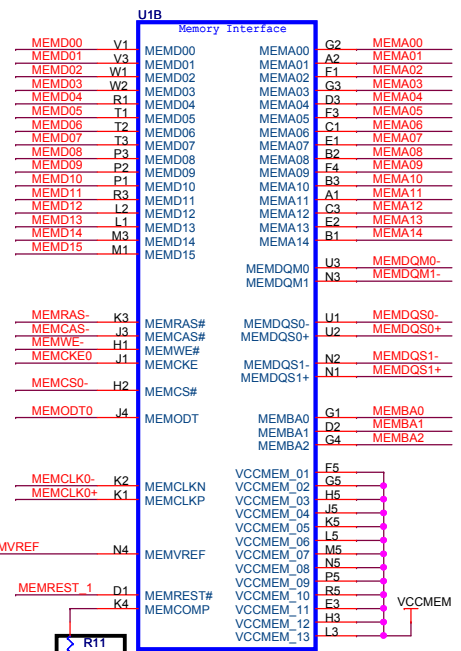 U1B
Memory Interface
MEMD00 V1 MEMD00 MEMA00 G2 MEMA00
MEMD01 V3 MEMD01 MEMA01 A2 MEMA01
MEMD02 W1 MEMD02 MEMA02 F1 MEMA02
MEMD03 W2 MEMD03 MEMA03 G3 MEMA03
MEMD04 R1 MEMD04 MEMA04 D3 MEMA04
MEMD05 T1 MEMD05 MEMA05 F3 MEMA05
MEMD06 T2 MEMD06 MEMA06 C1 MEMA06
MEMD07 T3 MEMD07 MEMA07 E1 MEMA07
MEMD08 P3 MEMD08 MEMA08 B2 MEMA08
MEMD09 P2 MEMD09 MEMA09 F4 MEMA09
MEMD10 P1 MEMD10 MEMA10 B3 MEMA10
MEMD11 R3 MEMD11 MEMA11 A1 MEMA11
MEMD12 L2 MEMD12 MEMA12 C3 MEMA12
MEMD13 L1 MEMD13 MEMA13 E2 MEMA13
MEMD14 M3 MEMD14 MEMA14 B1 MEMA14
MEMD15 M1 MEMD15
MEMDQM0 U3 MEMDQM0-
MEMDQM1 N3 MEMDQM1-
MEMRAS- K3 MEMRAS# MEMDQS0- U1 MEMDQS0-
MEMCAS- J3 MEMCAS# MEMDQS0+ U2 MEMDQS0+
MEMWE- H1 MEMWE#
MEMCKE0 J1 MEMCKE MEMDQS1- N2 MEMDQS1-
MEMDQS1+ N1 MEMDQS1+
MEMCS0- H2 MEMCS#
MEMODT0 J4 MEMODT MEMBA0 G1 MEMBA0
MEMBA1 D2 MEMBA1
MEMBA2 G4 MEMBA2
VCCMEM_01 F5
MEMCLK0- K2 MEMCLKN VCCMEM_02 G5
MEMCLK0+ K1 MEMCLKP VCCMEM_03 H5
VCCMEM_04 J5
VCCMEM_05 K5
VCCMEM_06 L5
MVREF N4 MEMVREF VCCMEM_07 M5
VCCMEM_08 N5
VCCMEM_09 P5
MEMREST_1 D1 MEMREST# VCCMEM_10 R5
K4 MEMCOMP VCCMEM_11 E3 VCCMEM
VCCMEM_12 H3
VCCMEM_13 L3
R11